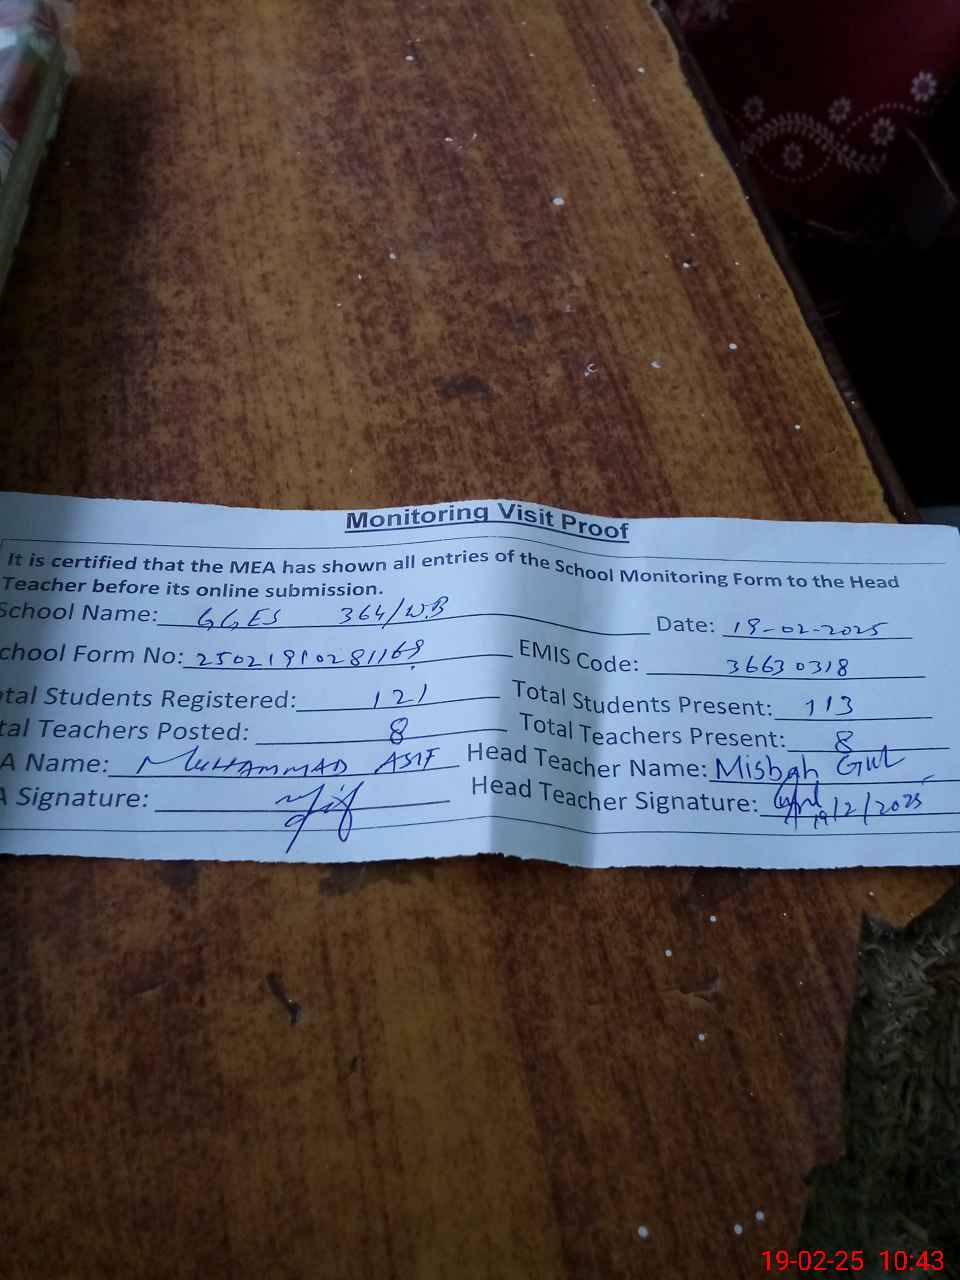 Monitoring Visit Proof
It is certified that the MEA has shown all entries of the School Monitoring Form to the Head
Teacher before its online submission.
School Name: GGES 364/W.B Date: 19-02-2025
chool Form No: 25021910281169 EMIS Code: 36630318
tal Students Registered: 121 Total Students Present: 113
tal Teachers Posted: 8 Total Teachers Present: 8
A Name: MUHAMMAD ASIF Head Teacher Name: Misbah Gul
A Signature: Head Teacher Signature: 19/2/2025
19-02-25 10:43